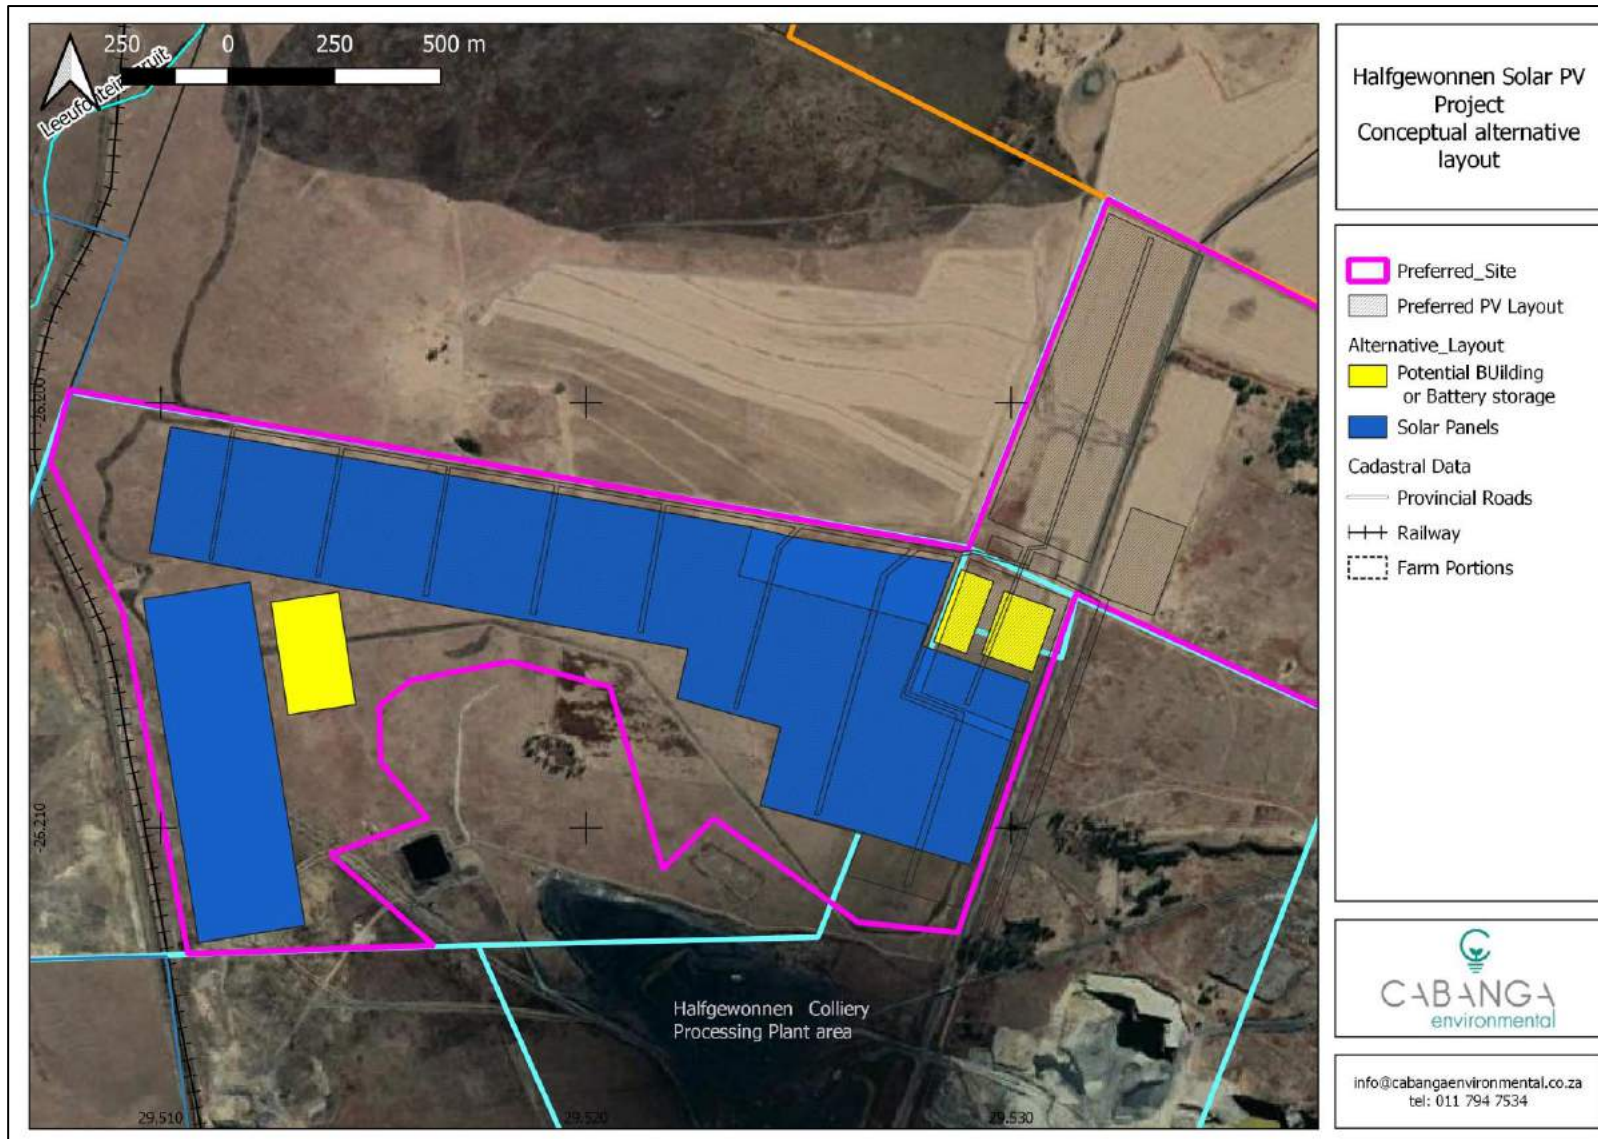 250 0 250 500 m
Leeufonteinspruit
-26.200
-26.210
29.510 29.520 29.530
Halfgewonnen Colliery
Processing Plant area
Halfgewonnen Solar PV
Project
Conceptual alternative
layout
Preferred_Site
Preferred PV Layout
Alternative_Layout
Potential BUilding
or Battery storage
Solar Panels
Cadastral Data
Provincial Roads
Railway
Farm Portions
CABANGA
environmental
info@cabangaenvironmental.co.za
tel: 011 794 7534